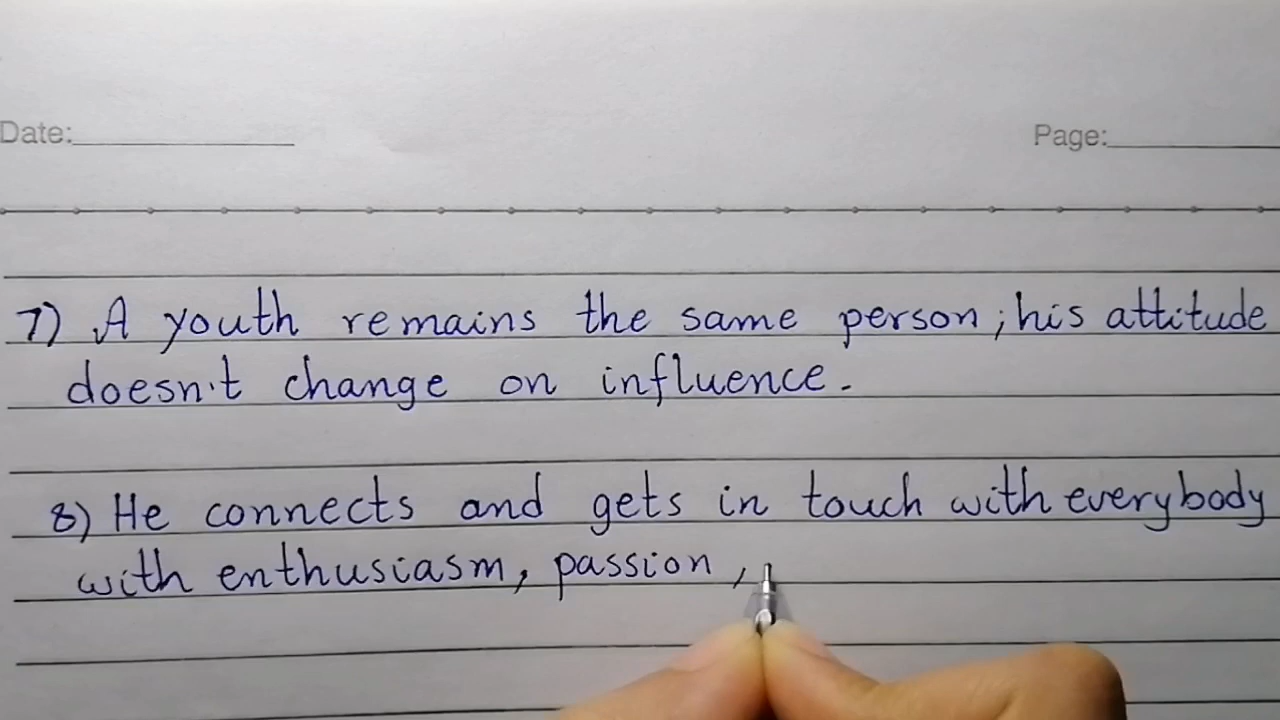 Date:
Page:
7) A youth remains the same person; his attitude
doesn't change on influence.
8) He connects and gets in touch with everybody
with enthusiasm, passion,